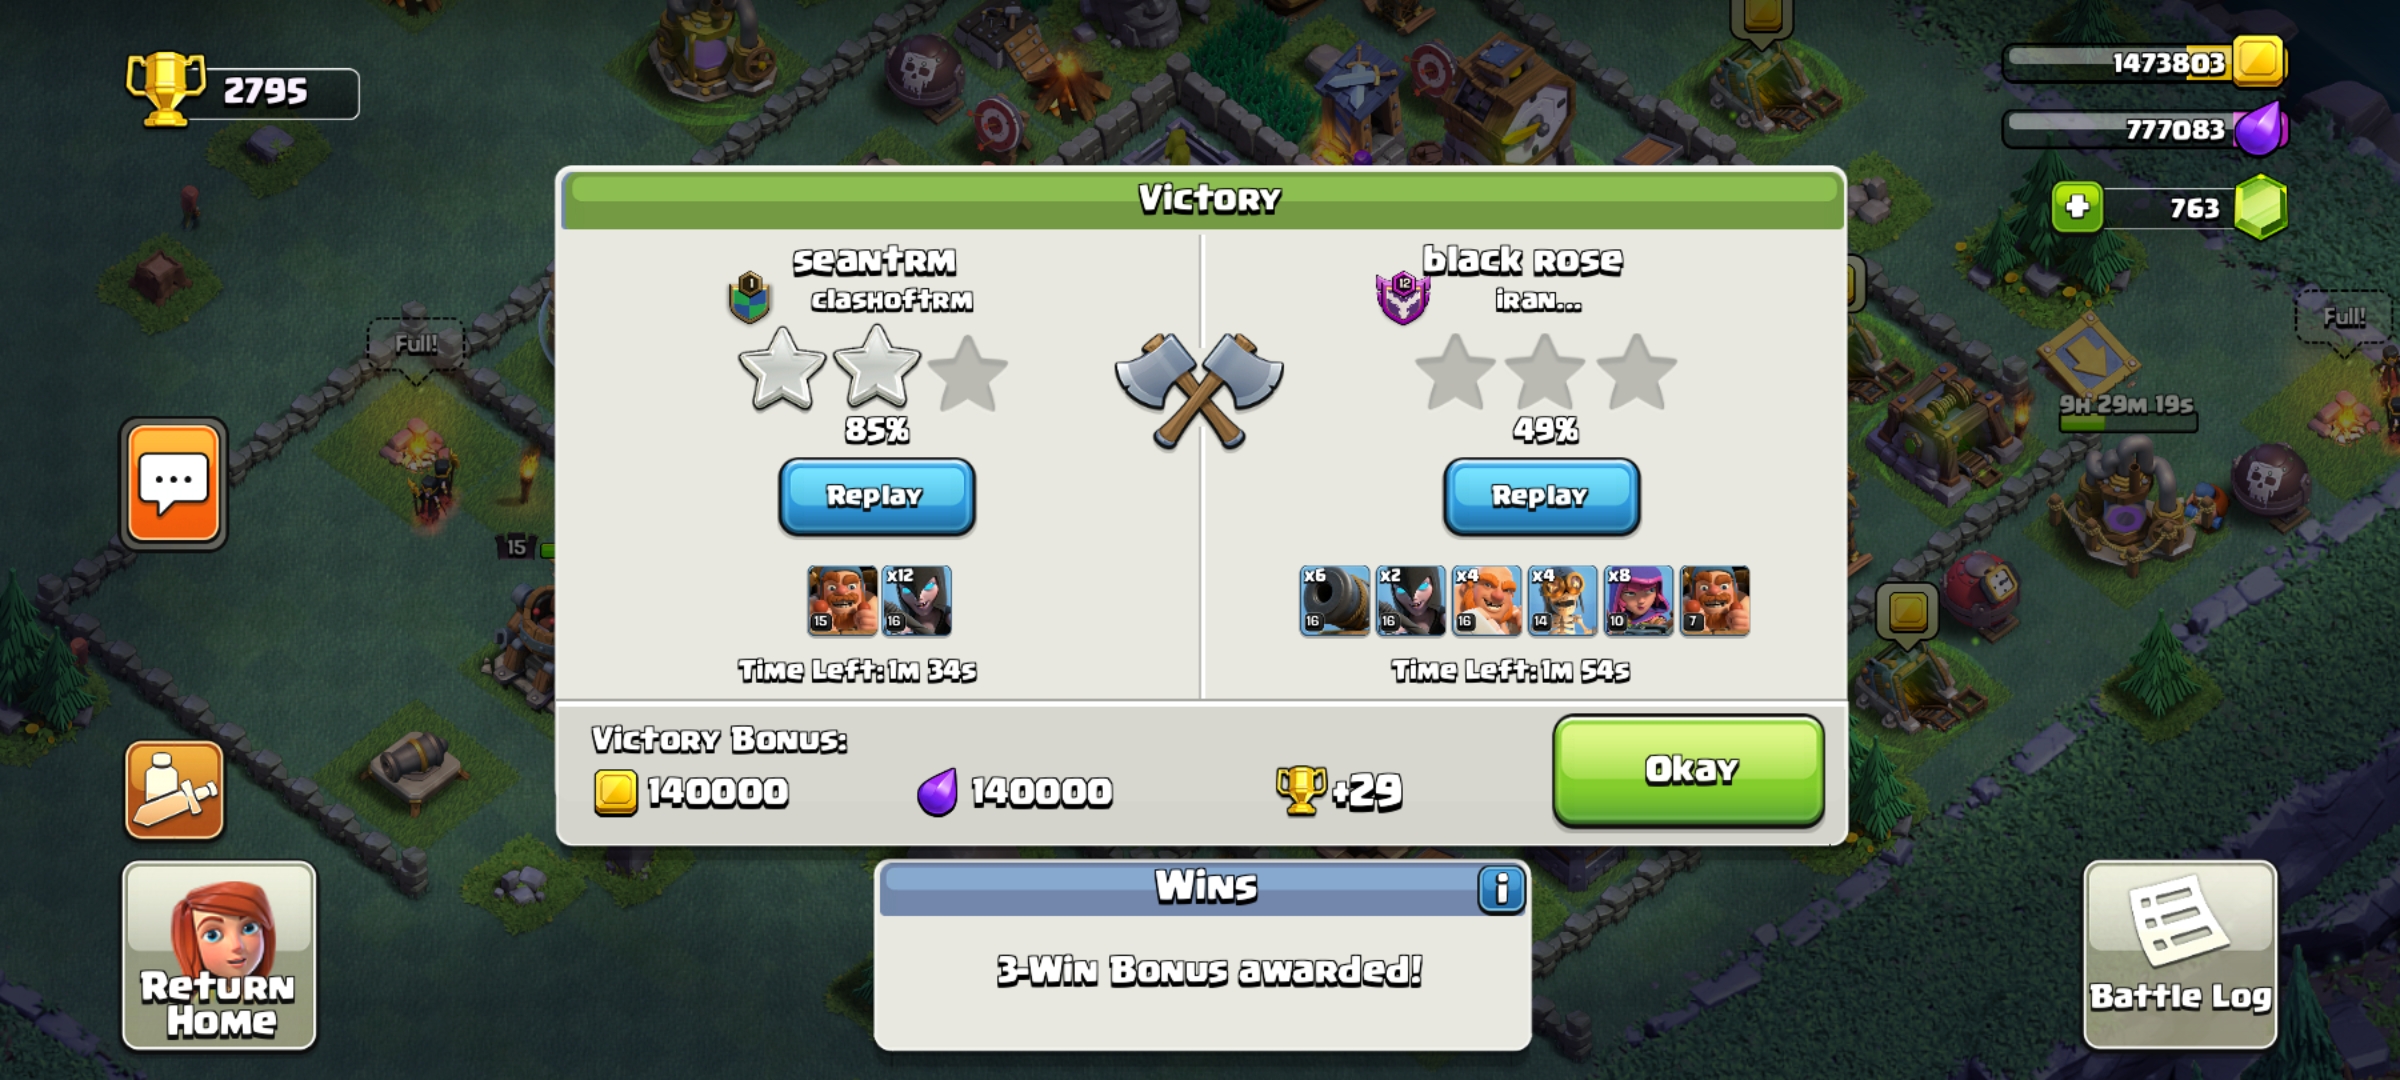 2795
1473803
777083
763
Victory
seantrm
1
clashoftrm
85%
Replay
15
x12
16
Time Left:1m 34s
black rose
12
iran...
49%
Replay
x6
16
x2
16
x4
16
x4
14
x8
10
7
Time Left:1m 54s
Full!
Full!
9H 29M 19s
15
Victory Bonus:
140000
140000
+29
Okay
Wins
i
3-Win Bonus awarded!
Return
Home
Battle Log